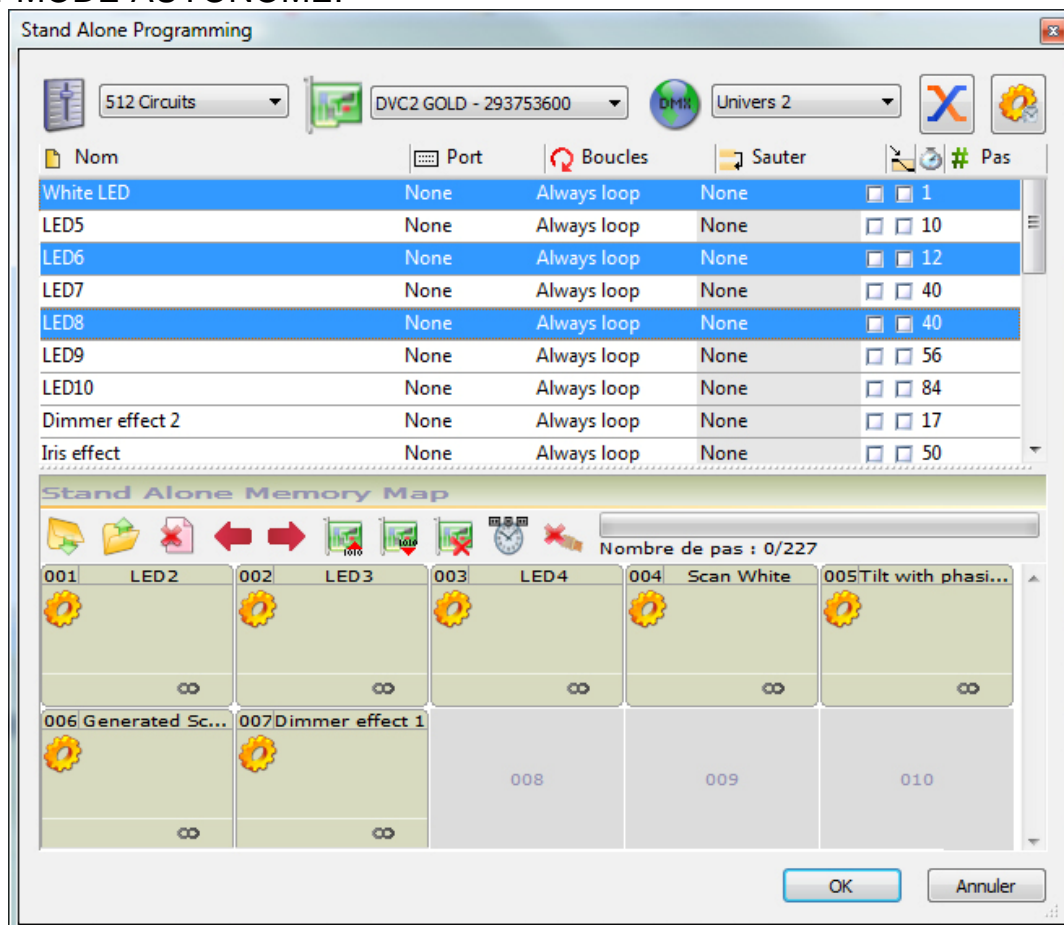 MODE AUTONOME.
Stand Alone Programming
512 Circuits DVC2 GOLD - 293753600 DMX Univers 2
Nom Port Boucles Sauter # Pas
White LED None Always loop None 1
LED5 None Always loop None 10
LED6 None Always loop None 12
LED7 None Always loop None 40
LED8 None Always loop None 40
LED9 None Always loop None 56
LED10 None Always loop None 84
Dimmer effect 2 None Always loop None 17
Iris effect None Always loop None 50
Stand Alone Memory Map
Nombre de pas : 0/227
001 LED2 002 LED3 003 LED4 004 Scan White 005 Tilt with phasi...
006 Generated Sc... 007 Dimmer effect 1
008 009 010
OK Annuler